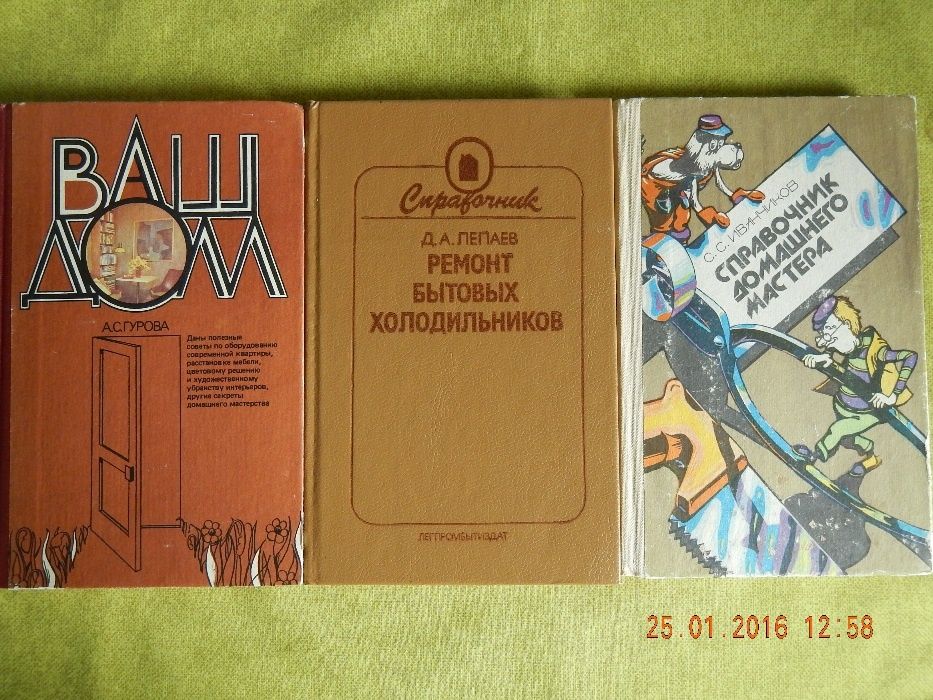 ВАШ
ДОМ
А.С.ГУРОВА
Даны полезные
советы по оборудованию
современной квартиры,
расстановке мебели,
цветовому решению
и художественному
убранству интерьеров,
другие секреты
домашнего мастерства
Справочник
Д.А.ЛЕПАЕВ
РЕМОНТ
БЫТОВЫХ
ХОЛОДИЛЬНИКОВ
ЛЕГПРОМБЫТИЗДАТ
С.С.ИВАНЧИКОВ
СПРАВОЧНИК
ДОМАШНЕГО
МАСТЕРА
25.01.2016 12:58